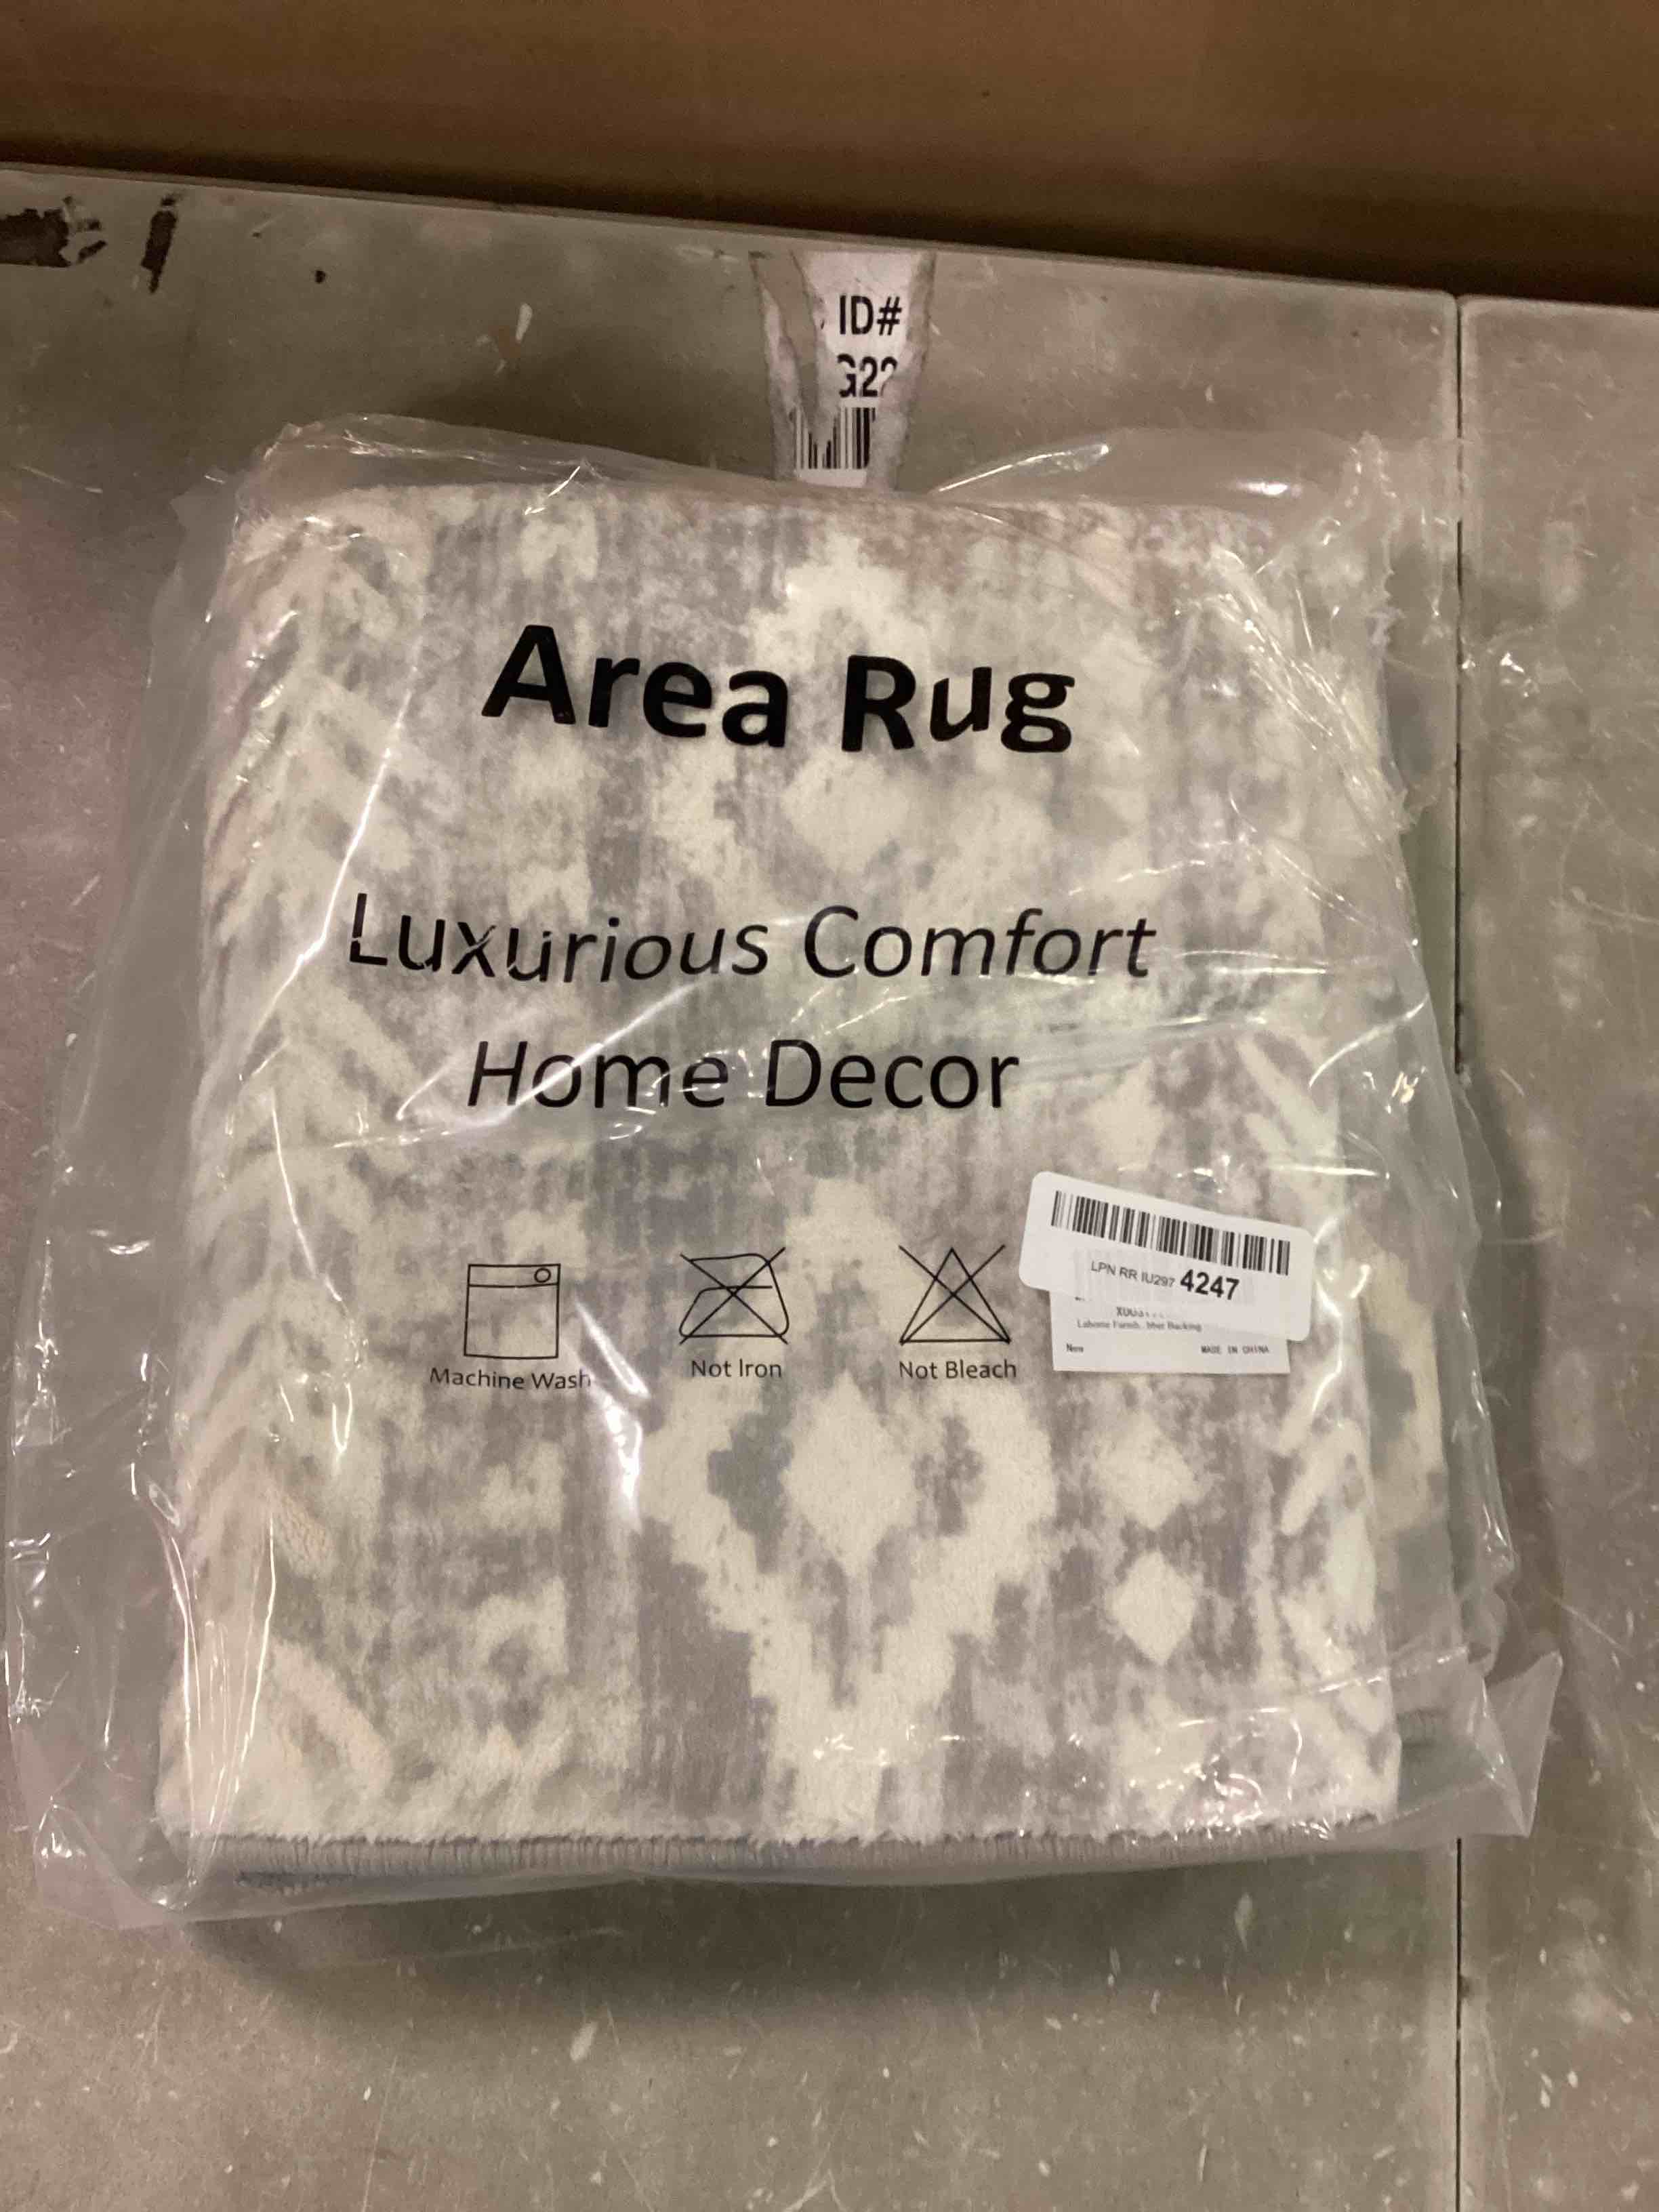 ID#
Area Rug
Luxurious Comfort
Home Decor
Machine Wash
Not Iron
Not Bleach
LPN RR IU297 4247
New
MADE IN CHINA